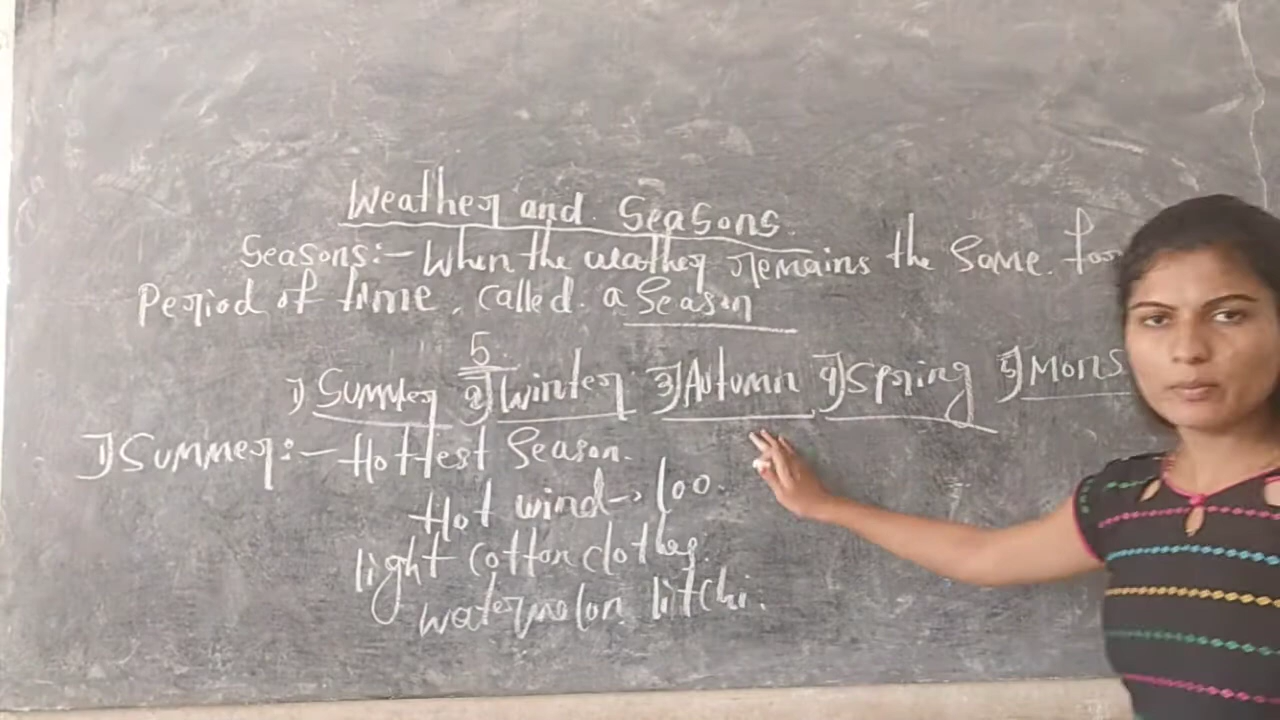 Weather and Seasons.
Seasons:- When the weather remains the same. for
Period of time, called. a Season
5
1) Summer 2) Winter 3) Autumn 4) Spring 5) Mons
1) Summer:- Hottest Season.
Hot wind→ loo.
light cotton clothes.
watermelon litchi.